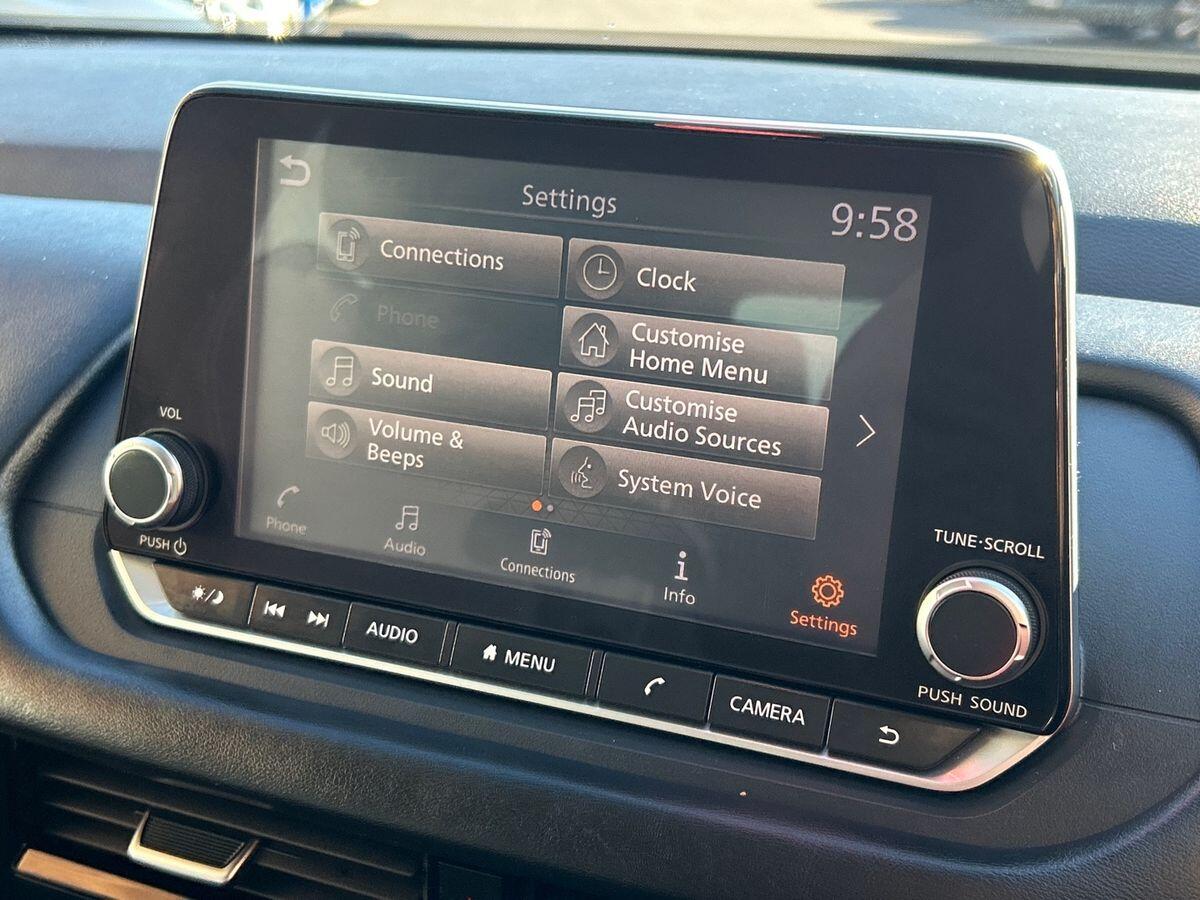 Settings
9:58
Connections
Clock
Phone
Customise
Home Menu
Sound
Customise
Audio Sources
Volume &
Beeps
System Voice
Phone
Audio
Connections
Info
Settings
VOL
PUSH
TUNE·SCROLL
PUSH SOUND
AUDIO
MENU
CAMERA